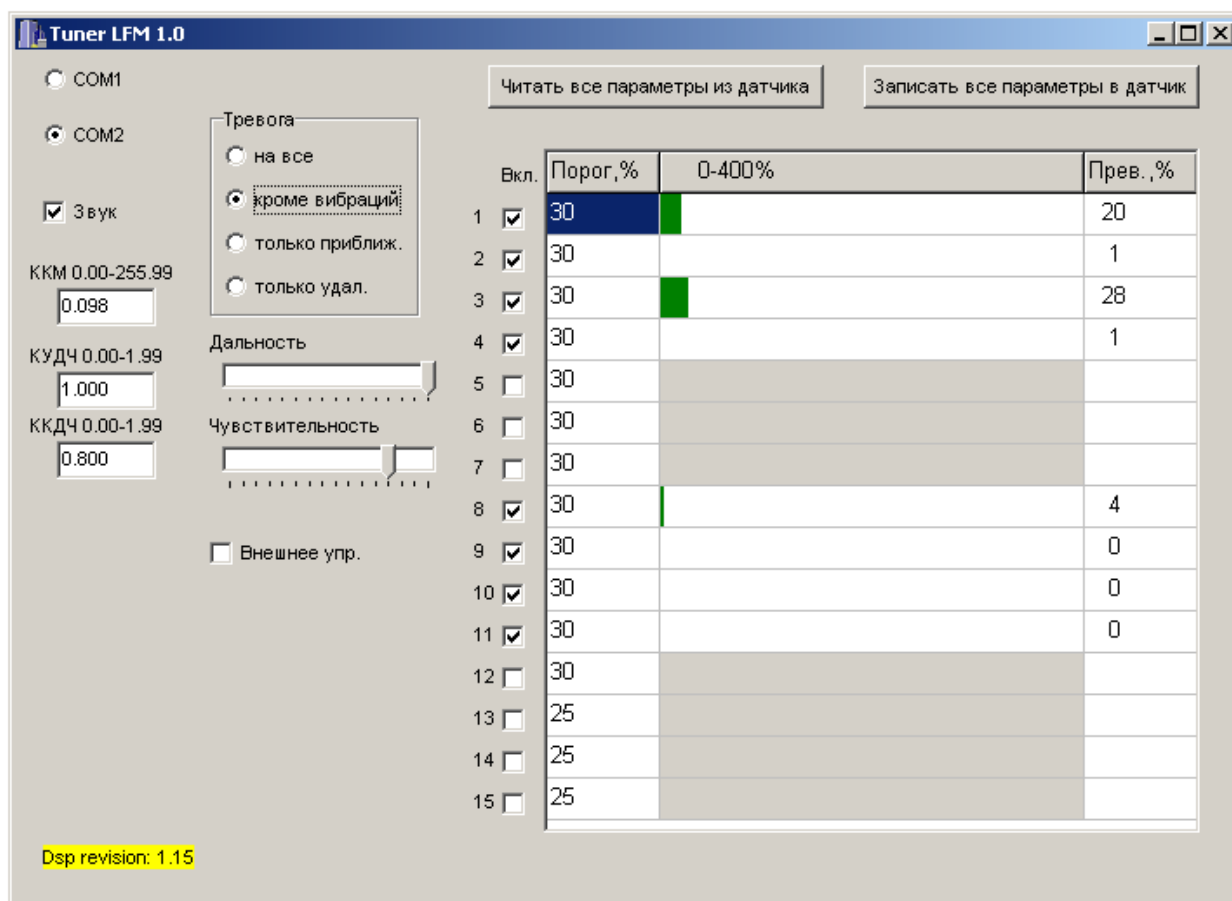 Tuner LFM 1.0
COM1
COM2
Звук
ККМ 0.00-255.99
0.098
КУДЧ 0.00-1.99
1.000
ККДЧ 0.00-1.99
0.800
Тревога
на все
кроме вибраций
только приближ.
только удал.
Дальность
Чувствительность
Внешнее упр.
Читать все параметры из датчика
Записать все параметры в датчик
Вкл. Порог,% 0-400% Прев.,%
1 30 20
2 30 1
3 30 28
4 30 1
5 30
6 30
7 30
8 30 4
9 30 0
10 30 0
11 30 0
12 30
13 25
14 25
15 25
Dsp revision: 1.15